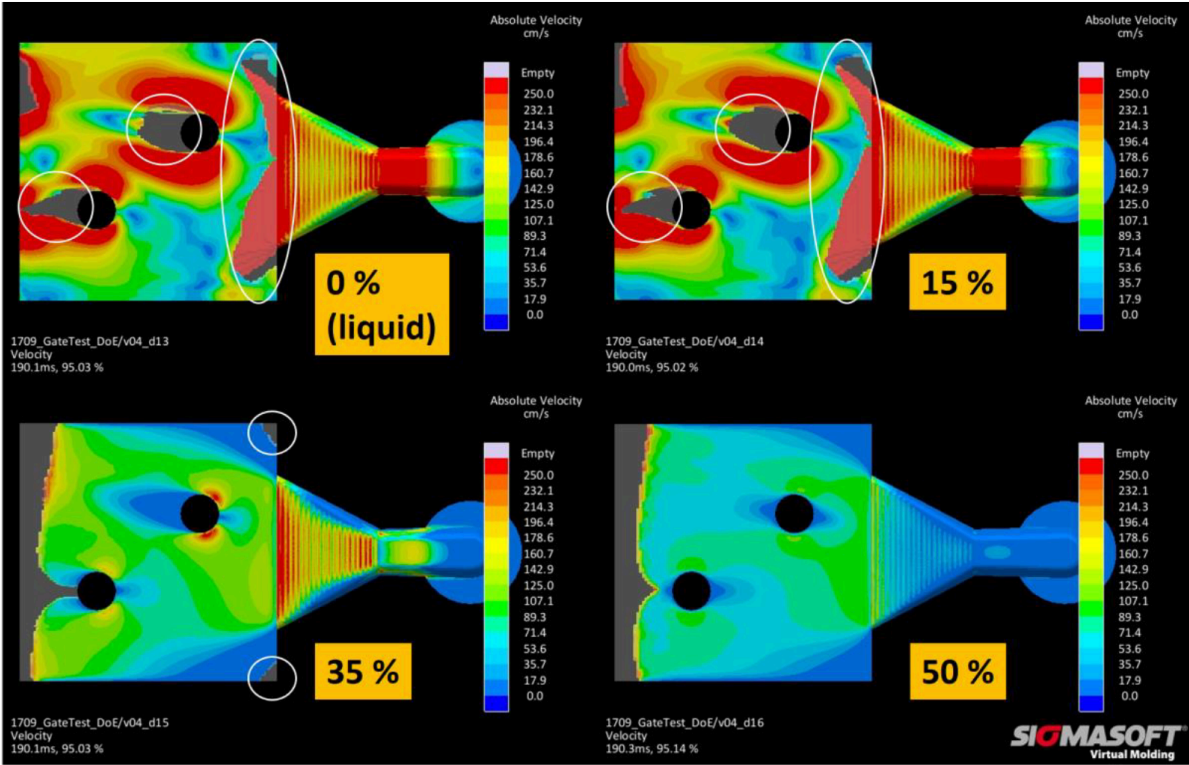 Absolute Velocity
cm/s
Empty
250.0
232.1
214.3
196.4
178.6
160.7
142.9
125.0
107.1
89.3
71.4
53.6
35.7
17.9
0.0
0 %
(liquid)
1709_GateTest_DoE/v04_d13
Velocity
190.1ms, 95.03 %
Absolute Velocity
cm/s
Empty
250.0
232.1
214.3
196.4
178.6
160.7
142.9
125.0
107.1
89.3
71.4
53.6
35.7
17.9
0.0
15 %
1709_GateTest_DoE/v04_d14
Velocity
190.0ms, 95.02 %
Absolute Velocity
cm/s
Empty
250.0
232.1
214.3
196.4
178.6
160.7
142.9
125.0
107.1
89.3
71.4
53.6
35.7
17.9
0.0
35 %
1709_GateTest_DoE/v04_d15
Velocity
190.1ms, 95.03 %
Absolute Velocity
cm/s
Empty
250.0
232.1
214.3
196.4
178.6
160.7
142.9
125.0
107.1
89.3
71.4
53.6
35.7
17.9
0.0
50 %
1709_GateTest_DoE/v04_d16
Velocity
190.3ms, 95.14 %
SIGMASOFT®
Virtual Molding